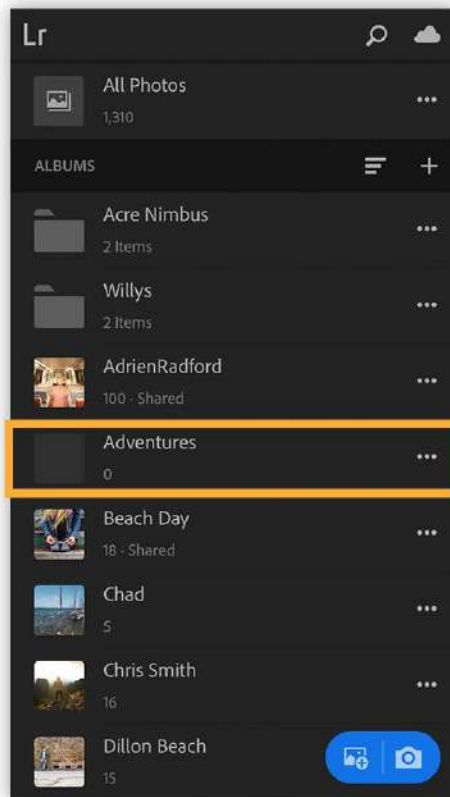 Lr
All Photos
1,310
ALBUMS
Acre Nimbus
2 Items
Willys
2 Items
AdrienRadford
100 · Shared
Adventures
0
Beach Day
18 · Shared
Chad
5
Chris Smith
16
Dillon Beach
15